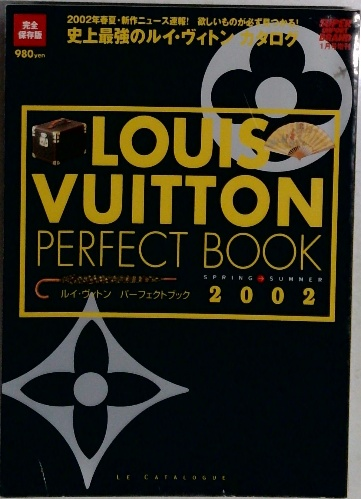 完全
保存版
980yen
2002年春夏・新作ニュース速報! 欲しいものが必ず見つかる!
史上最強のルイ・ヴィトン カタログ
LOUIS
VUITTON
PERFECT BOOK
SPRING SUMMER
ルイ・ヴィトン パーフェクトブック
2002
LE CATALOGUE